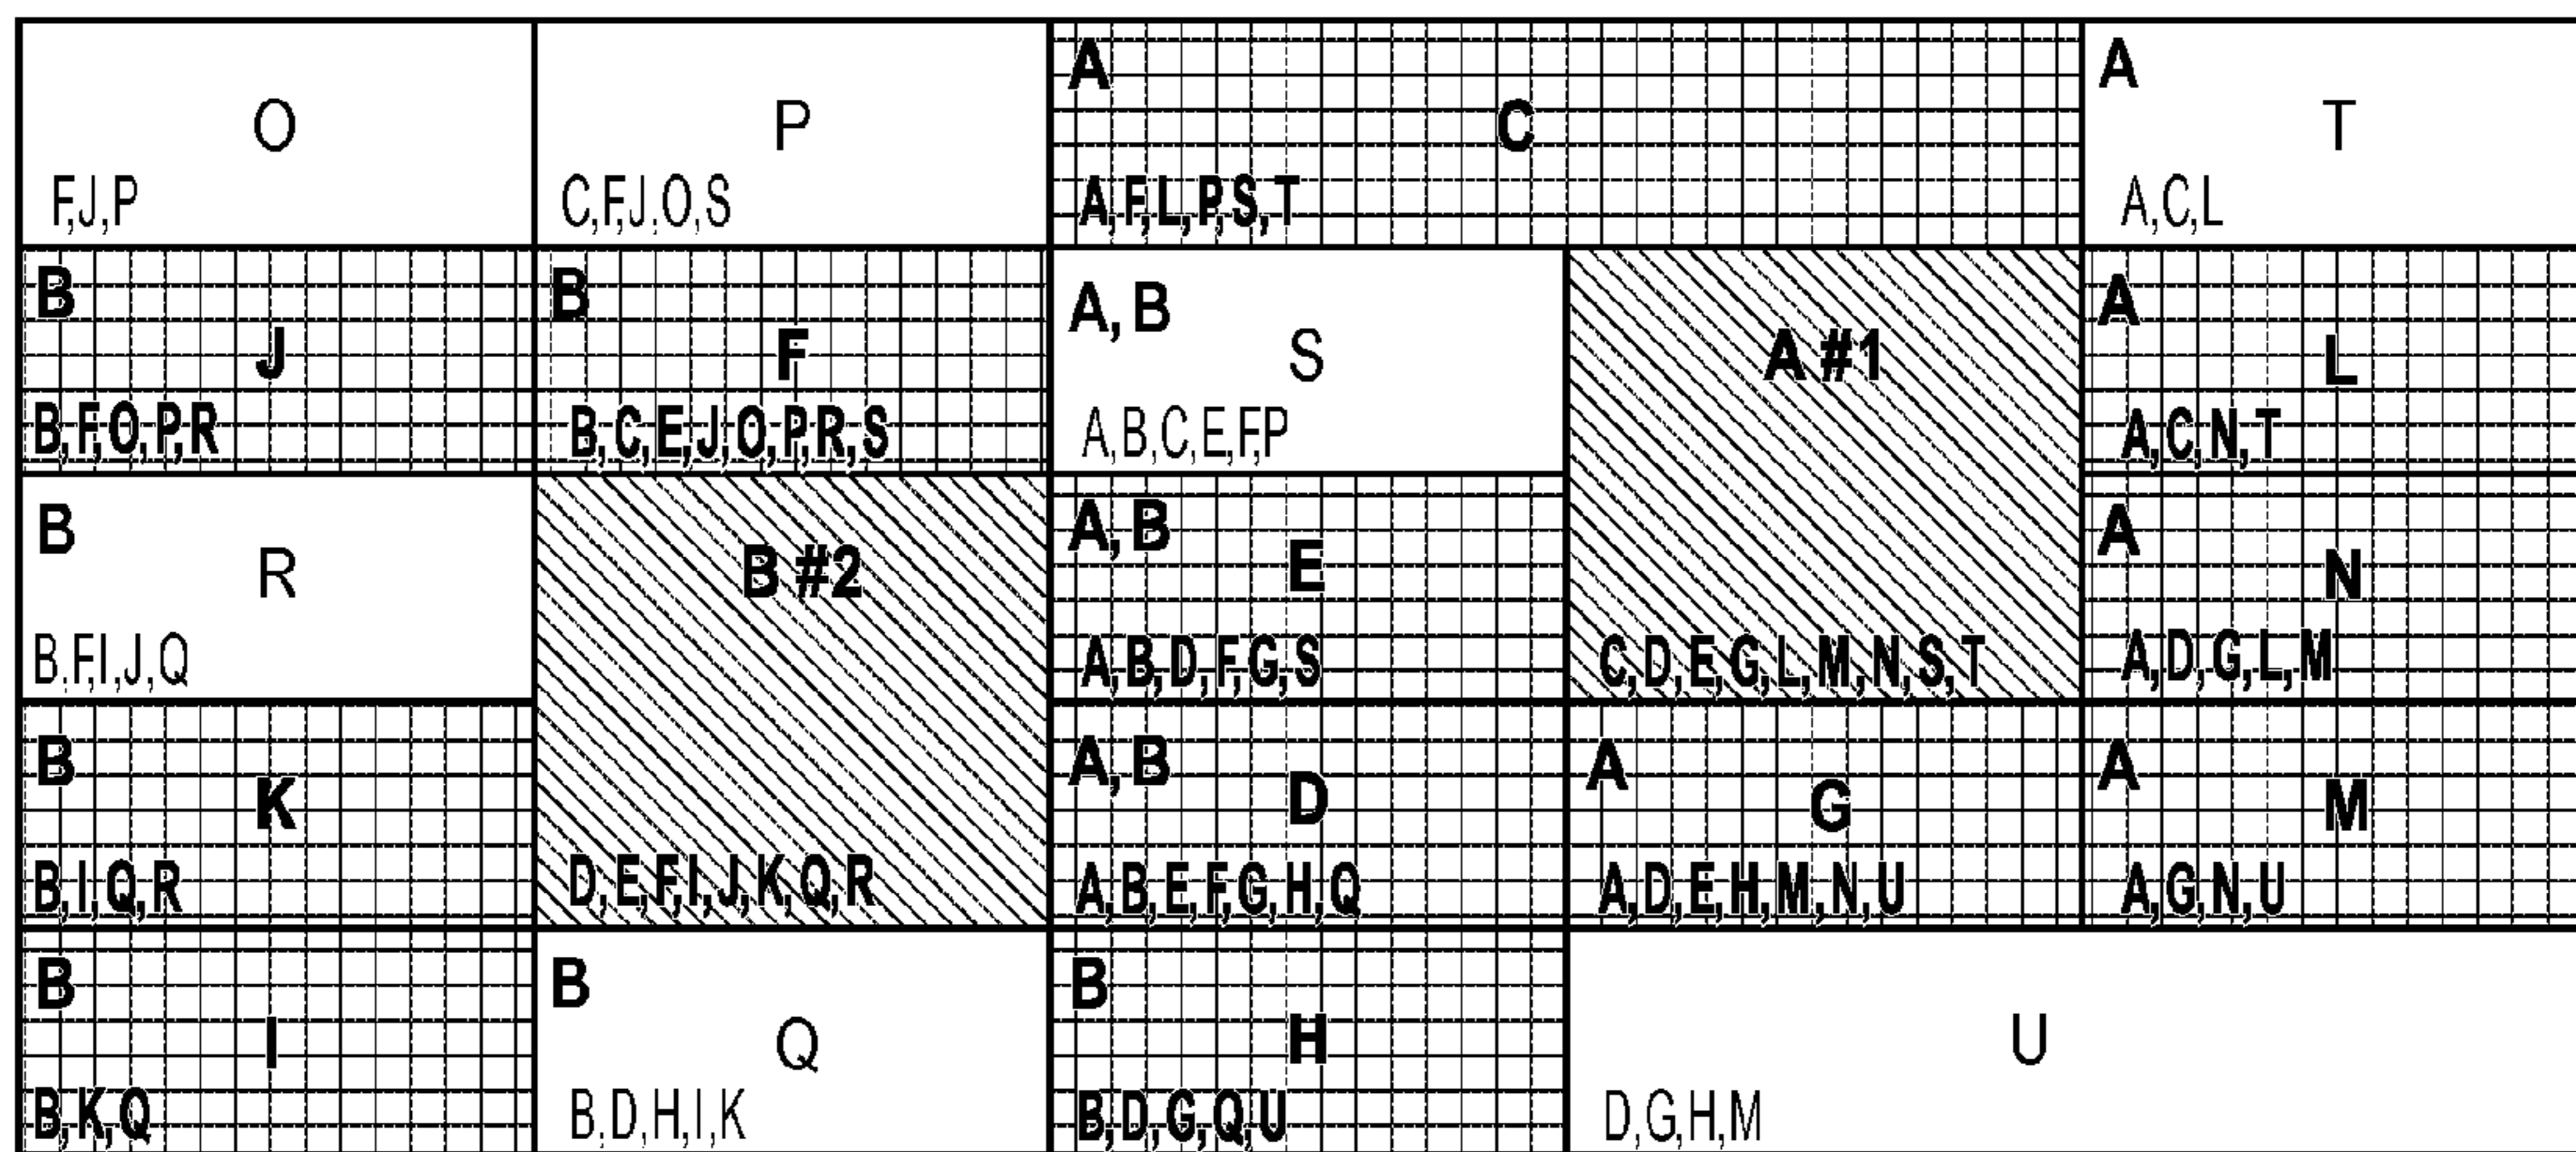 O
F,J,P
P
C,F,J,O,S
A
C
A,F,L,P,S,T
A
T
A,C,L
B
J
B,F,O,P,R
B
F
B,C,E,J,O,P,R,S
A, B
S
A,B,C,E,F,P
A #1
C,D,E,G,L,M,N,S,T
A
L
A,C,N,T
B
R
B,F,I,J,Q
B #2
D,E,F,I,J,K,Q,R
A, B
E
A,B,D,F,G,S
A
N
A,D,G,L,M
B
K
B,I,Q,R
A, B
D
A,B,E,F,G,H,Q
A
G
A,D,E,H,M,N,U
A
M
A,G,N,U
B
I
B,K,Q
B
Q
B,D,H,I,K
B
H
B,D,G,Q,U
U
D,G,H,M